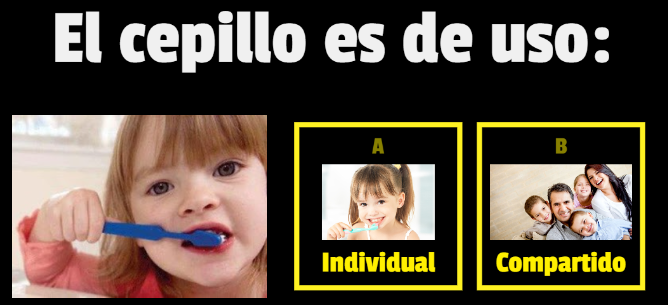 El cepillo es de uso:
A
B
Individual
Compartido